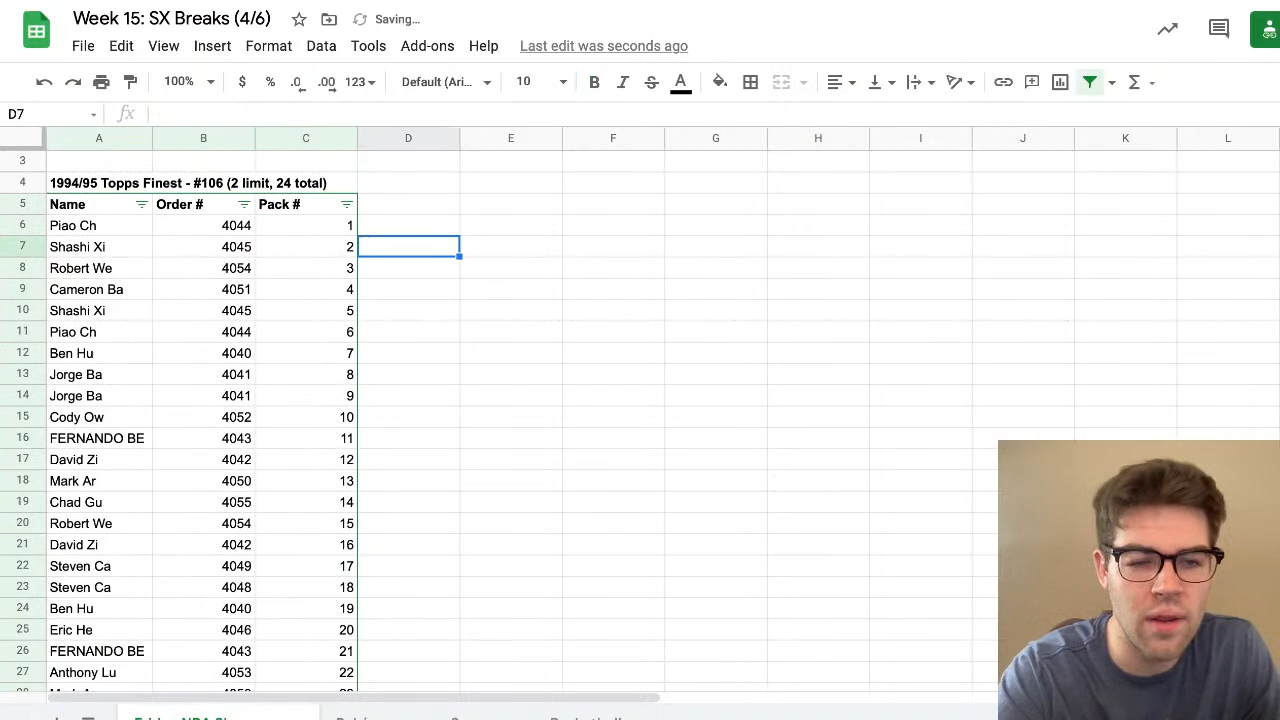 Week 15: SX Breaks (4/6) Saving...
File Edit View Insert Format Data Tools Add-ons Help Last edit was seconds ago
100% $ % .0 .00 123 Default (Ari... 10 B I S A Σ
D7 fx
A B C D E F G H I J K L
3
4 1994/95 Topps Finest - #106 (2 limit, 24 total)
5 Name Order # Pack #
6 Piao Ch 4044 1
7 Shashi Xi 4045 2
8 Robert We 4054 3
9 Cameron Ba 4051 4
10 Shashi Xi 4045 5
11 Piao Ch 4044 6
12 Ben Hu 4040 7
13 Jorge Ba 4041 8
14 Jorge Ba 4041 9
15 Cody Ow 4052 10
16 FERNANDO BE 4043 11
17 David Zi 4042 12
18 Mark Ar 4050 13
19 Chad Gu 4055 14
20 Robert We 4054 15
21 David Zi 4042 16
22 Steven Ca 4049 17
23 Steven Ca 4048 18
24 Ben Hu 4040 19
25 Eric He 4046 20
26 FERNANDO BE 4043 21
27 Anthony Lu 4053 22